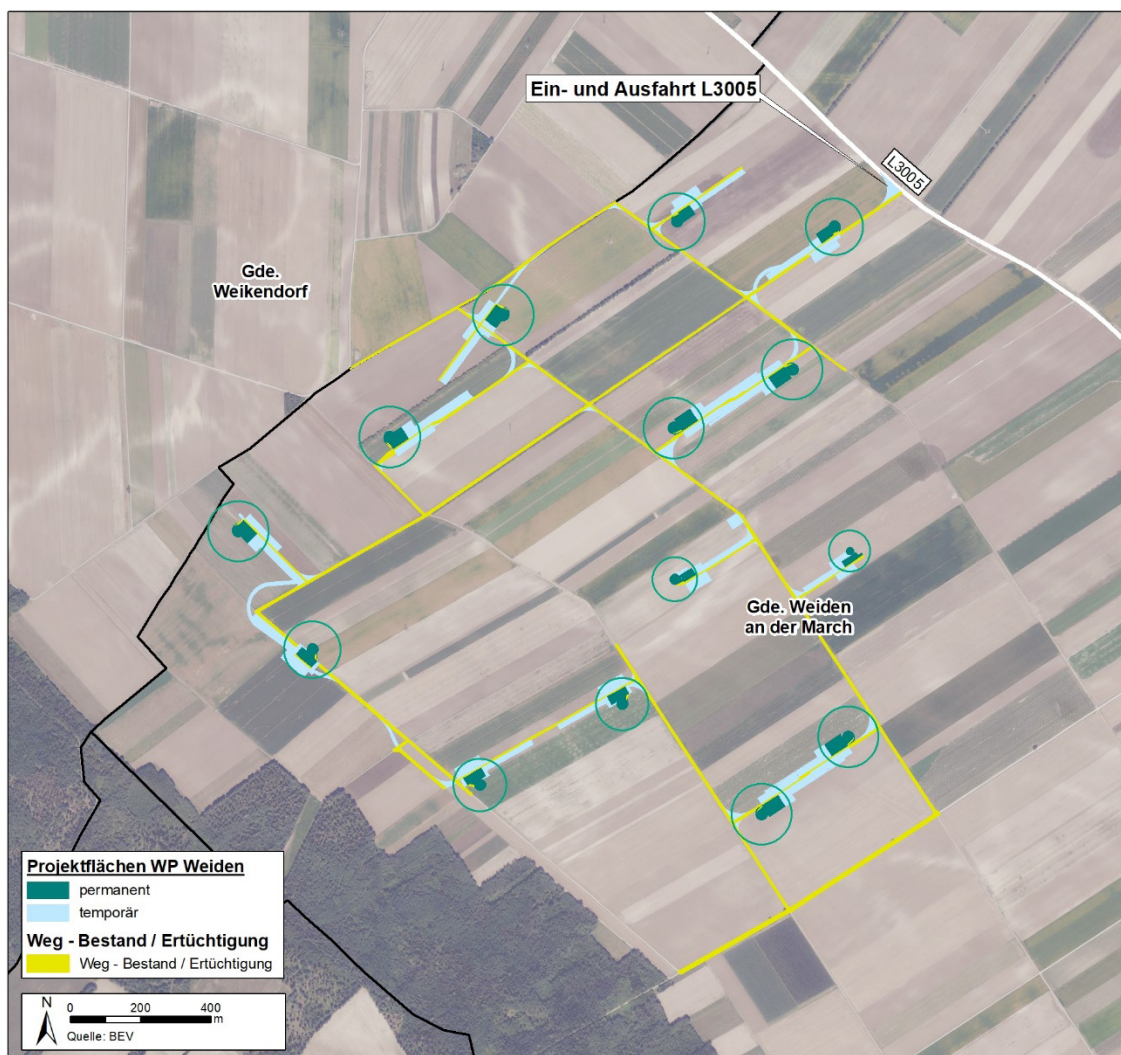 Ein- und Ausfahrt L3005
L3005
Gde.
Weikendorf
Gde. Weiden
an der March
Projektflächen WP Weiden
permanent
temporär
Weg - Bestand / Ertüchtigung
Weg - Bestand / Ertüchtigung
N
0 200 400
m
Quelle: BEV